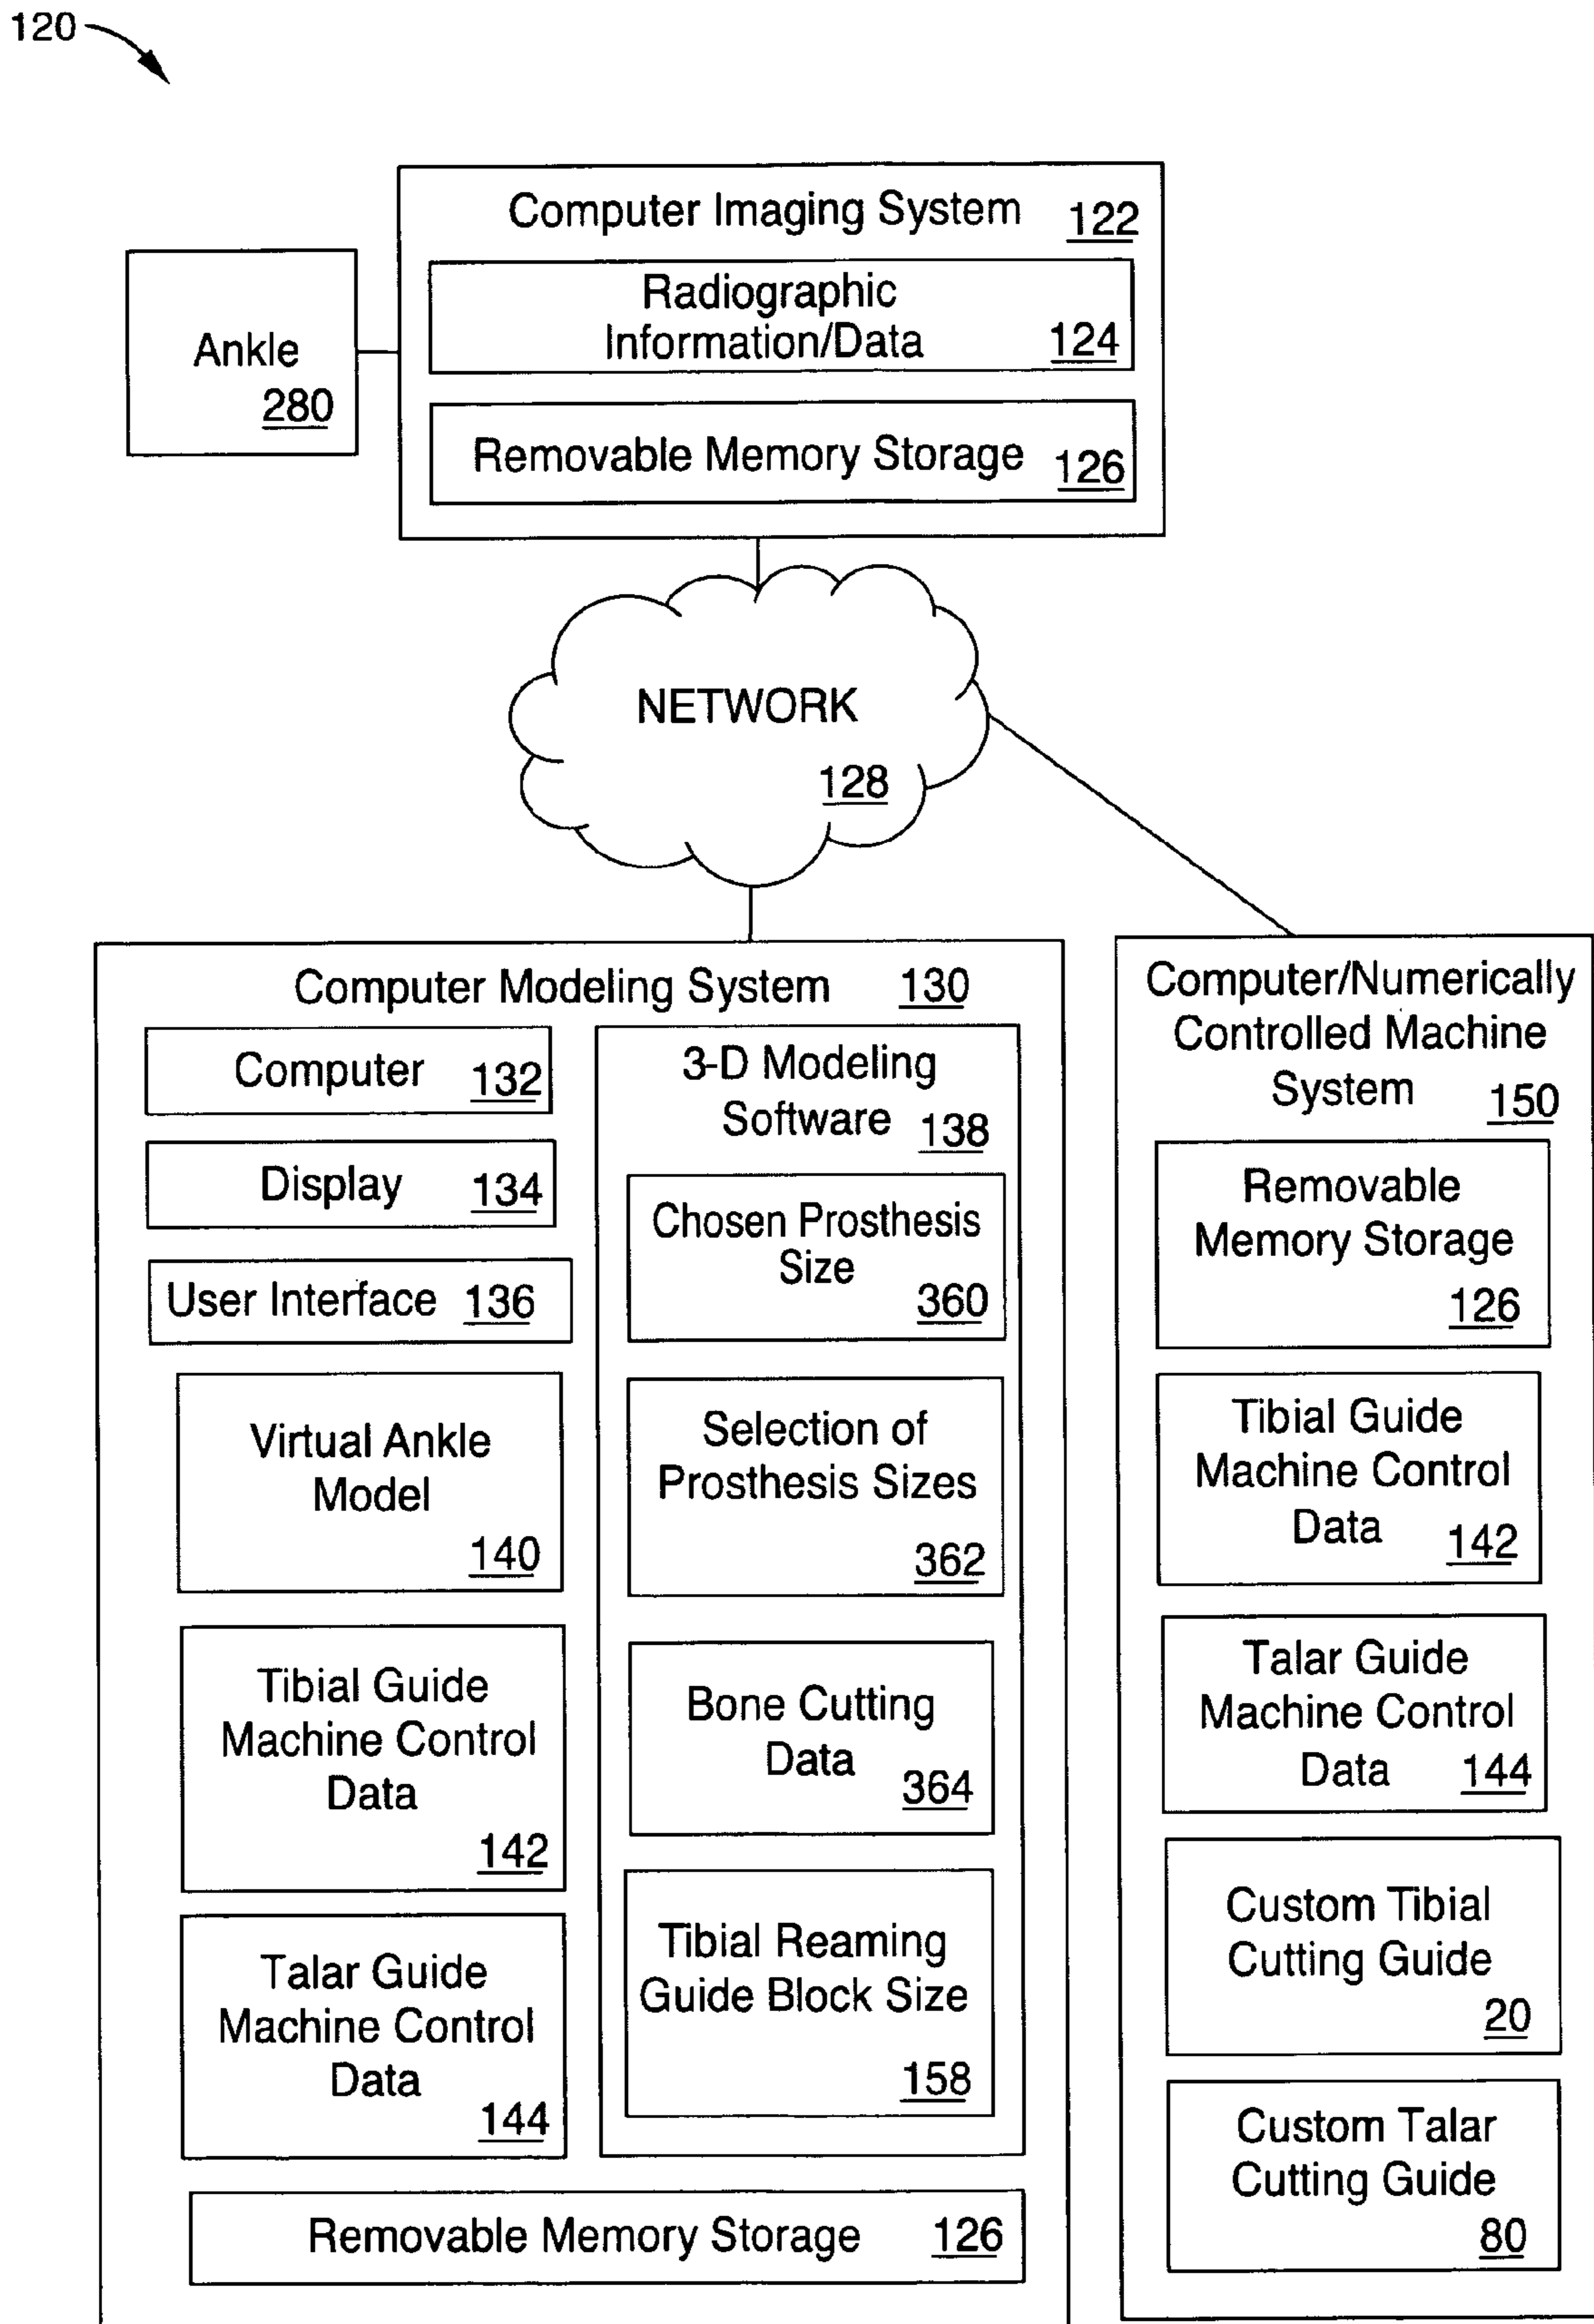 120
Computer Imaging System 122
Radiographic
Information/Data 124
Ankle
280
Removable Memory Storage 126
NETWORK
128
Computer Modeling System 130
Computer 132
Display 134
User Interface 136
Virtual Ankle
Model
140
Tibial Guide
Machine Control
Data
142
Talar Guide
Machine Control
Data
144
3-D Modeling
Software 138
Chosen Prosthesis
Size
360
Selection of
Prosthesis Sizes
362
Bone Cutting
Data 364
Tibial Reaming
Guide Block Size
158
Removable Memory Storage 126
Computer/Numerically
Controlled Machine
System 150
Removable
Memory Storage
126
Tibial Guide
Machine Control
Data 142
Talar Guide
Machine Control
Data 144
Custom Tibial
Cutting Guide
20
Custom Talar
Cutting Guide
80